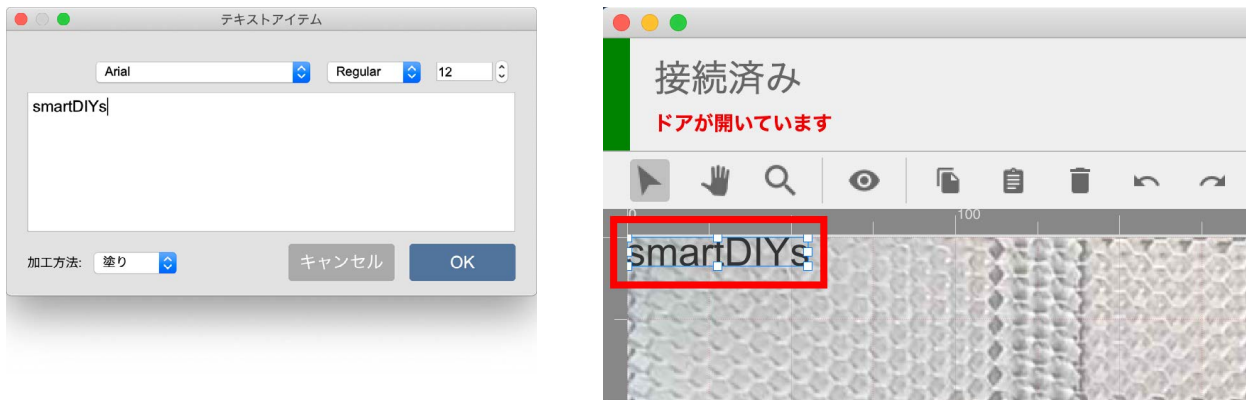 テキストアイテム
Arial
Regular
12
smartDIYs
加工方法:
塗り
キャンセル
OK
接続済み
ドアが開いています
0
100
smartDIYs